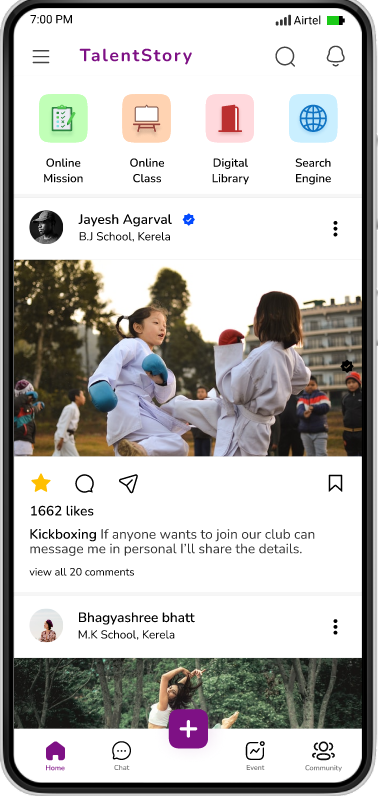 7:00 PM Airtel
TalentStory
Online Online Digital Search
Mission Class Library Engine
Jayesh Agarval
B.J School, Kerela
1662 likes
Kickboxing If anyone wants to join our club can
message me in personal I'll share the details.
view all 20 comments
Bhagyashree bhatt
M.K School, Kerela
Home Chat Event Community